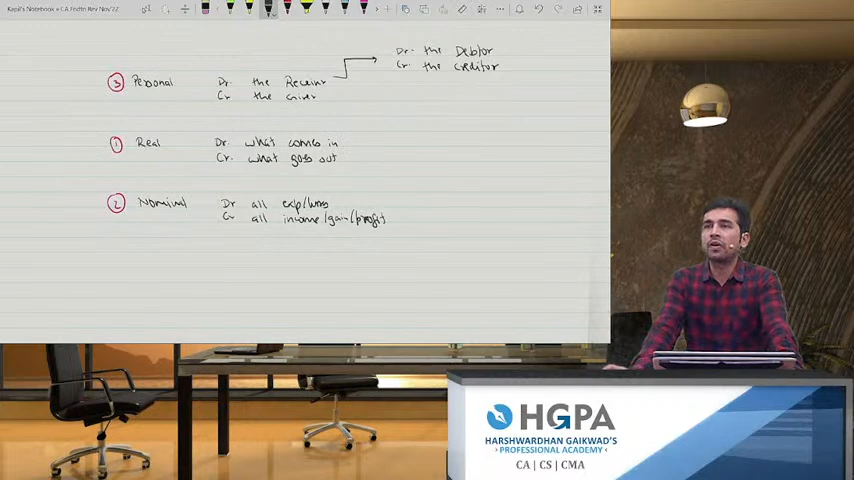 Kapil's Notebook » CA Fndtn Rev Nov'22
Dr. the Debtor
Cr. the Creditor
③ Personal Dr. the Receiver
Cr the Giver
① Real Dr. what comes in
Cr. what goes out
② Nominal Dr all exp/loss
Cr all income/gain/profit
HGPA
HARSHWARDHAN GAIKWAD'S
PROFESSIONAL ACADEMY
CA | CS | CMA